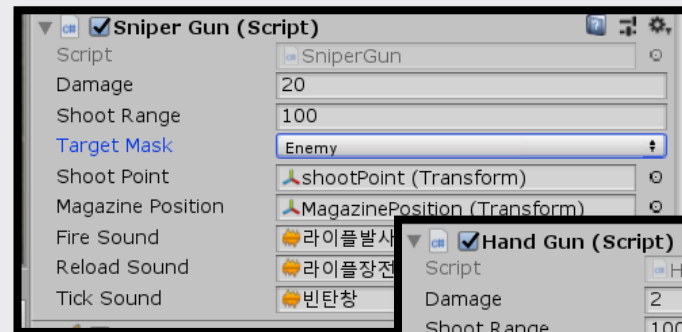 Sniper Gun (Script)
Script SniperGun
Damage 20
Shoot Range 100
Target Mask Enemy
Shoot Point shootPoint (Transform)
Magazine Position MagazinePosition (Transform)
Fire Sound 라이플발사
Reload Sound 라이플장전
Tick Sound 빈탄창
Hand Gun (Script)
Script H
Damage 2
Shoot Range 100